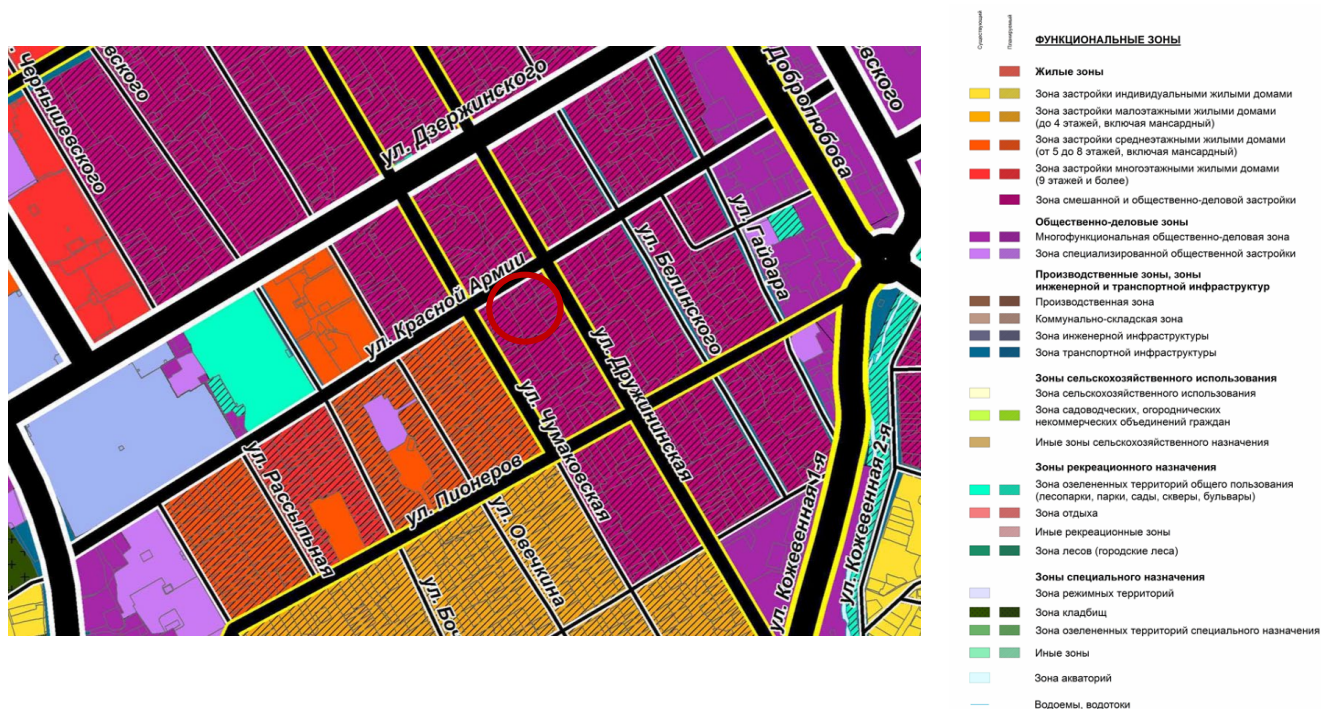 Чернышевского
ул. Дзержинского
Добролюбова
ул. Красной Армии
ул. Белинского
ул. Гайдара
ул. Чумаковская
ул. Дружининская
ул. Рассыльная
ул. Пионеров
ул. Овечкина
ул. Кожевенная 1-я
ул. Кожевенная 2-я
Существующий
Планируемый
ФУНКЦИОНАЛЬНЫЕ ЗОНЫ
Жилые зоны
Зона застройки индивидуальными жилыми домами
Зона застройки малоэтажными жилыми домами
(до 4 этажей, включая мансардный)
Зона застройки среднеэтажными жилыми домами
(от 5 до 8 этажей, включая мансардный)
Зона застройки многоэтажными жилыми домами
(9 этажей и более)
Зона смешанной и общественно-деловой застройки
Общественно-деловые зоны
Многофункциональная общественно-деловая зона
Зона специализированной общественной застройки
Производственные зоны, зоны
инженерной и транспортной инфраструктур
Производственная зона
Коммунально-складская зона
Зона инженерной инфраструктуры
Зона транспортной инфраструктуры
Зоны сельскохозяйственного использования
Зона сельскохозяйственного использования
Зона садоводческих, огороднических
некоммерческих объединений граждан
Иные зоны сельскохозяйственного назначения
Зоны рекреационного назначения
Зона озелененных территорий общего пользования
(лесопарки, парки, сады, скверы, бульвары)
Зона отдыха
Иные рекреационные зоны
Зона лесов (городские леса)
Зоны специального назначения
Зона режимных территорий
Зона кладбищ
Зона озелененных территорий специального назначения
Иные зоны
Зона акваторий
Водоемы, водотоки